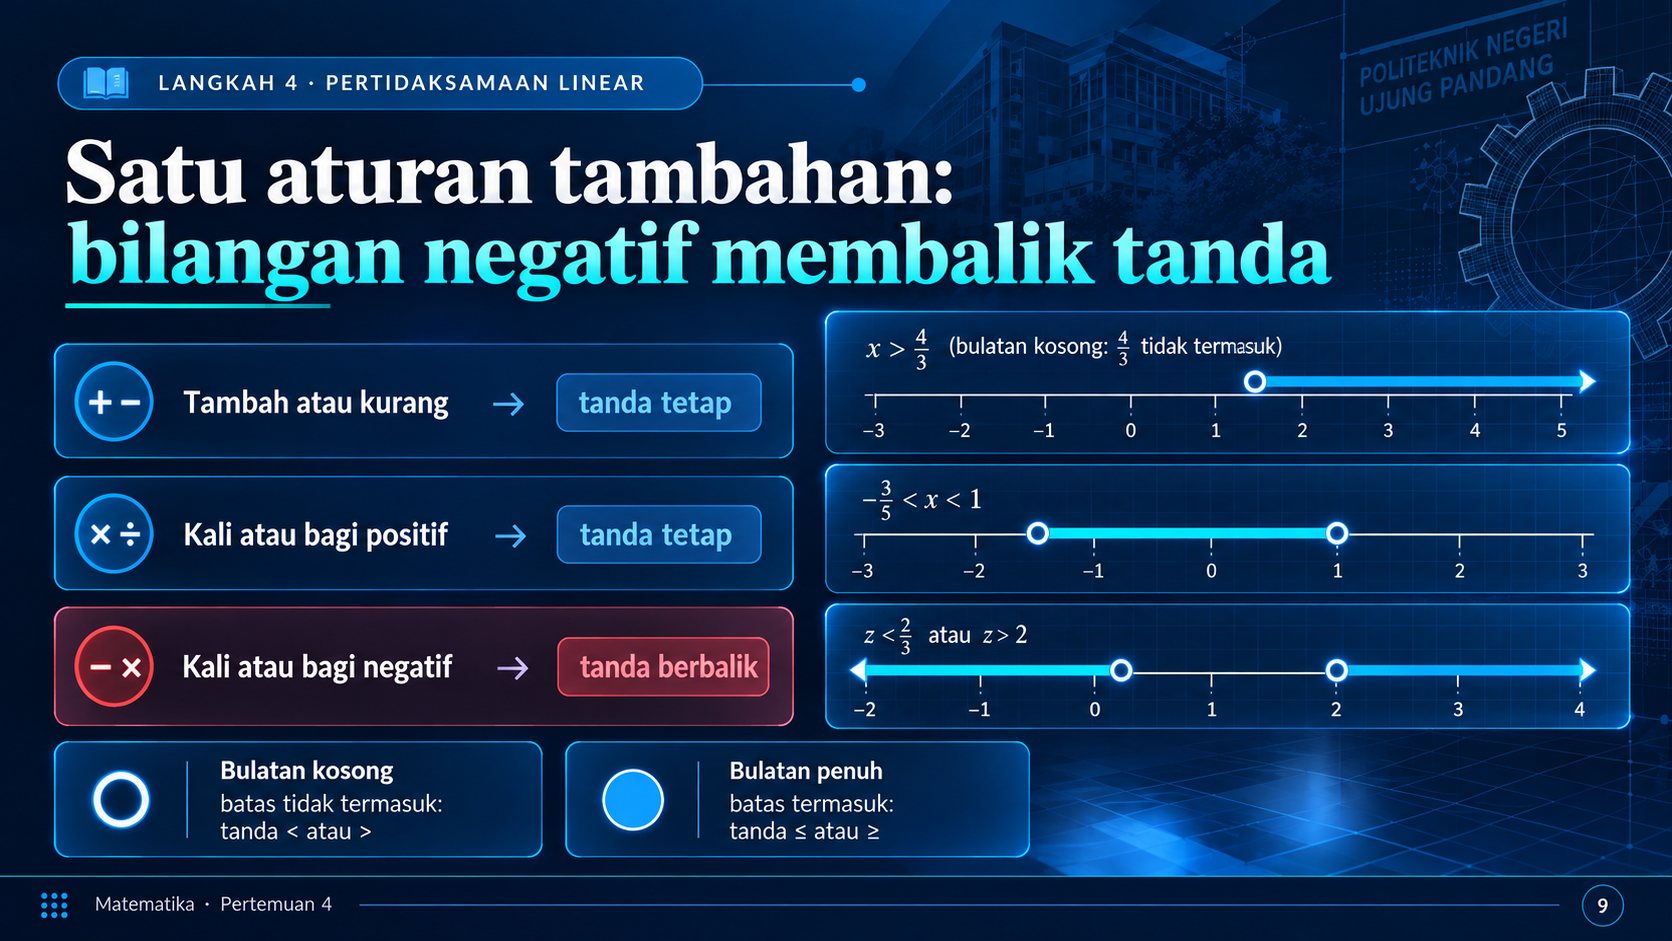 LANGKAH 4 · PERTIDAKSAMAAN LINEAR
POLITEKNIK NEGERI
UJUNG PANDANG
Satu aturan tambahan:
bilangan negatif membalik tanda
+ − Tambah atau kurang → tanda tetap
× ÷ Kali atau bagi positif → tanda tetap
− × Kali atau bagi negatif → tanda berbalik
x > 4/3 (bulatan kosong: 4/3 tidak termasuk)
−3 −2 −1 0 1 2 3 4 5
−3/5 < x < 1
−3 −2 −1 0 1 2 3
z < 2/3 atau z > 2
−2 −1 0 1 2 3 4
Bulatan kosong
batas tidak termasuk:
tanda < atau >
Bulatan penuh
batas termasuk:
tanda ≤ atau ≥
Matematika · Pertemuan 4
9